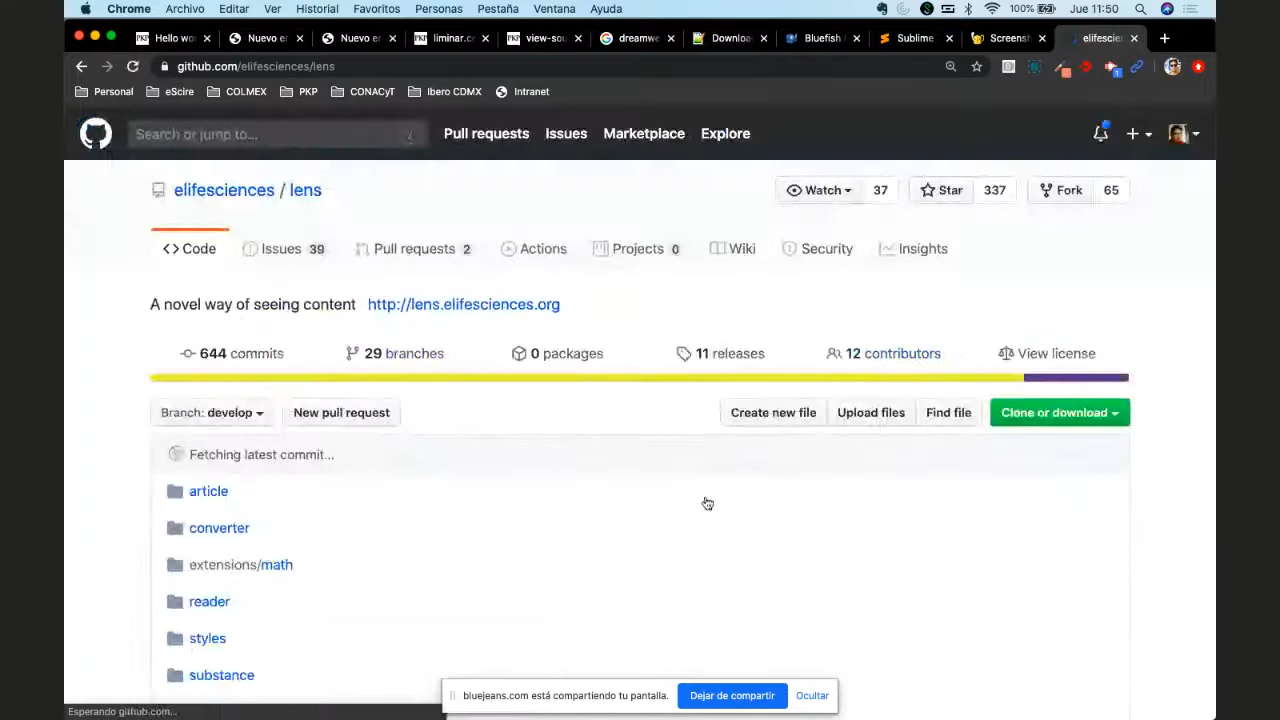 Chrome Archivo Editar Ver Historial Favoritos Personas Pestaña Ventana Ayuda 100% Jue 11:50
Hello wo Nuevo er Nuevo er liminar.ce view-sou dreamwe Downloa Bluefish Sublime Screensh elifescien
github.com/elifesciences/lens
Personal eScire COLMEX PKP CONACyT Ibero CDMX Intranet
Search or jump to... / Pull requests Issues Marketplace Explore
elifesciences / lens Watch 37 Star 337 Fork 65
Code Issues 39 Pull requests 2 Actions Projects 0 Wiki Security Insights
A novel way of seeing content http://lens.elifesciences.org
644 commits 29 branches 0 packages 11 releases 12 contributors View license
Branch: develop New pull request Create new file Upload files Find file Clone or download
Fetching latest commit...
article
converter
extensions/math
reader
styles
substance
bluejeans.com está compartiendo tu pantalla. Dejar de compartir Ocultar
Esperando github.com...